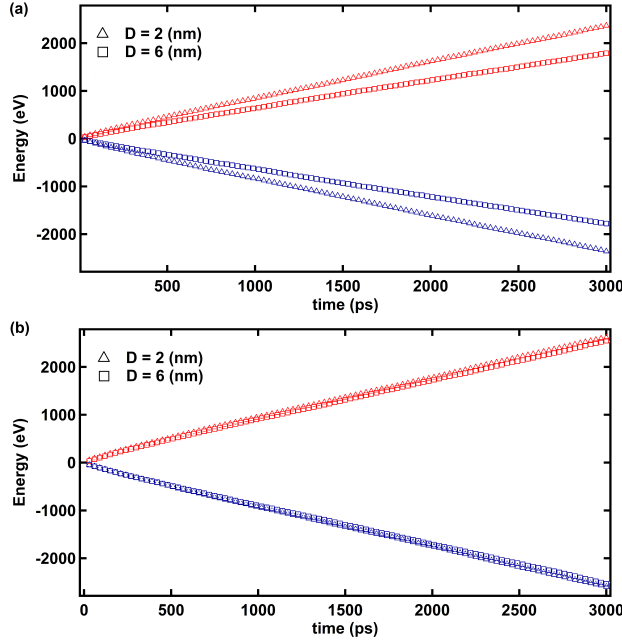 (a)
△ D = 2 (nm)
□ D = 6 (nm)
Energy (eV)
2000
1000
0
-1000
-2000
500 1000 1500 2000 2500 3000
time (ps)
(b)
△ D = 2 (nm)
□ D = 6 (nm)
Energy (eV)
2000
1000
0
-1000
-2000
0 500 1000 1500 2000 2500 3000
time (ps)